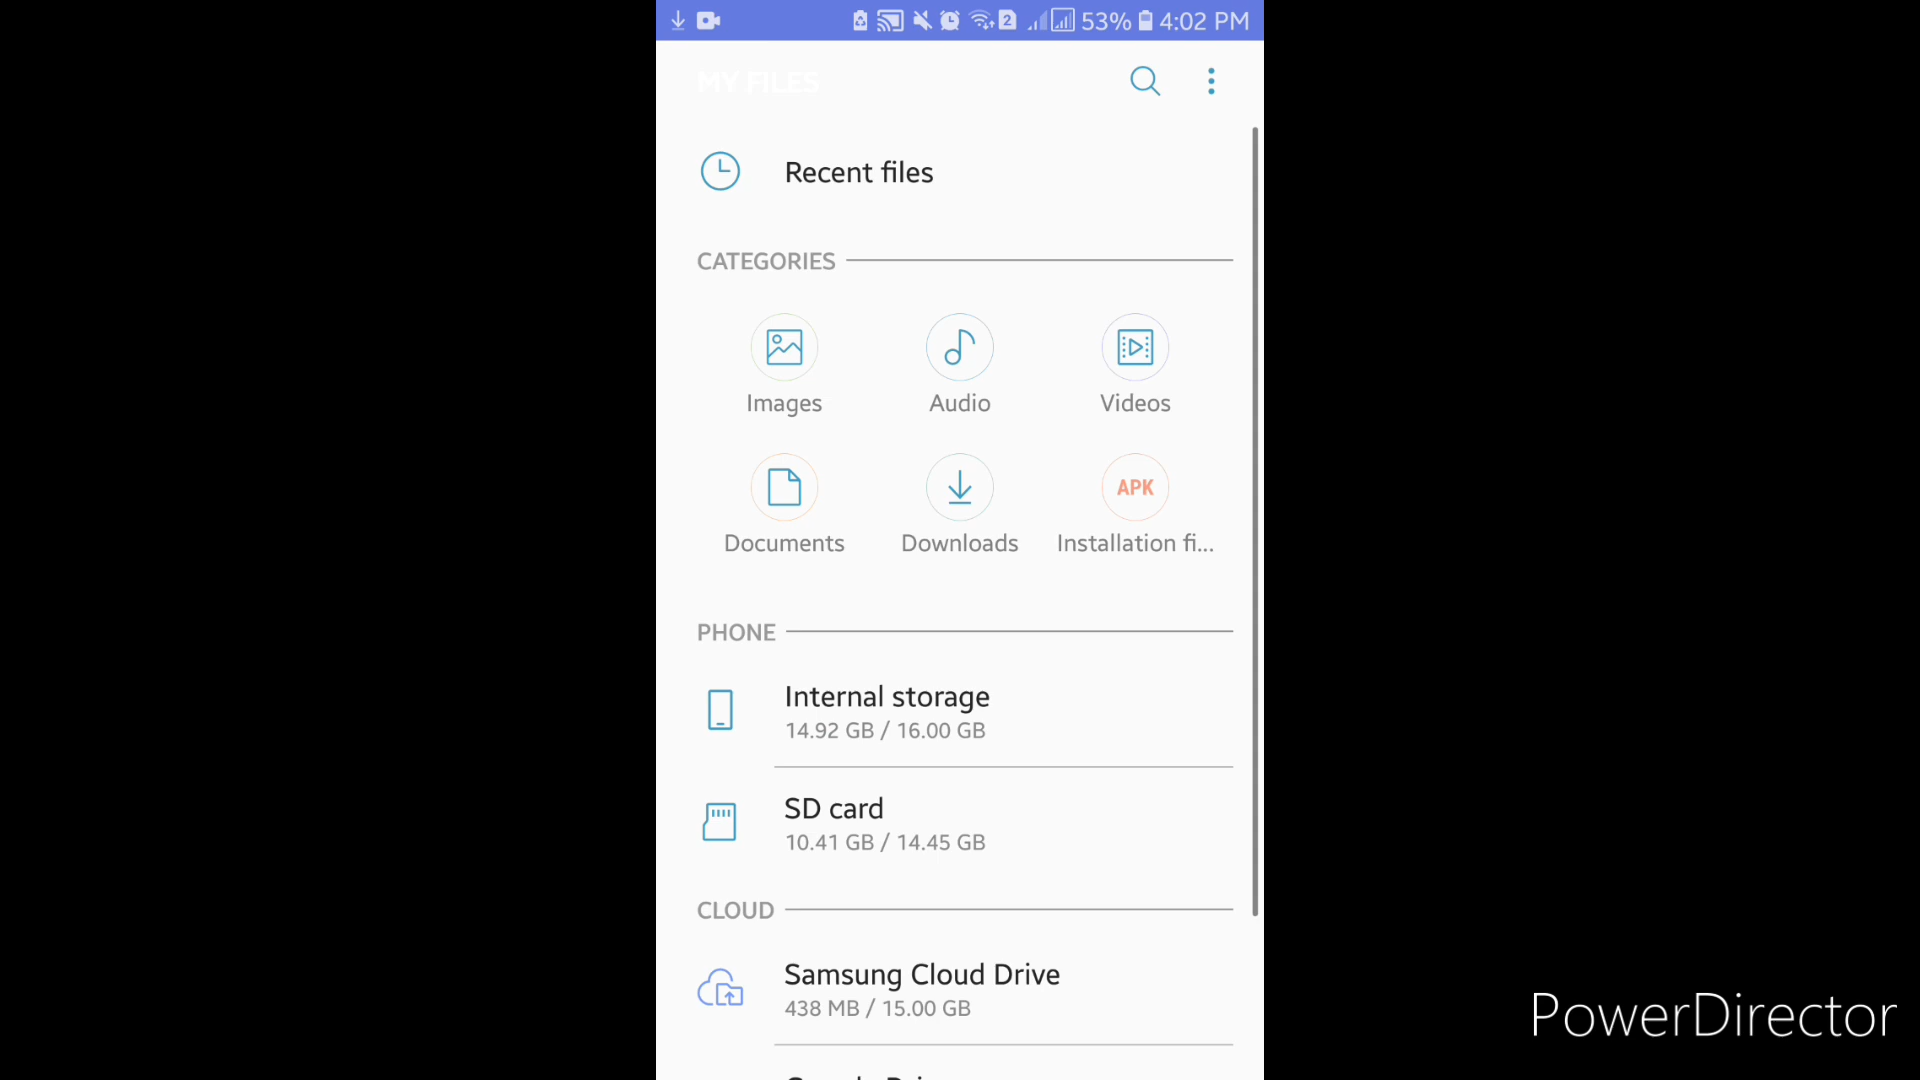 2 53% 4:02 PM
MY FILES
Recent files
CATEGORIES
Images Audio Videos
APK
Documents Downloads Installation fi...
PHONE
Internal storage
14.92 GB / 16.00 GB
SD card
10.41 GB / 14.45 GB
CLOUD
Samsung Cloud Drive
438 MB / 15.00 GB
PowerDirector